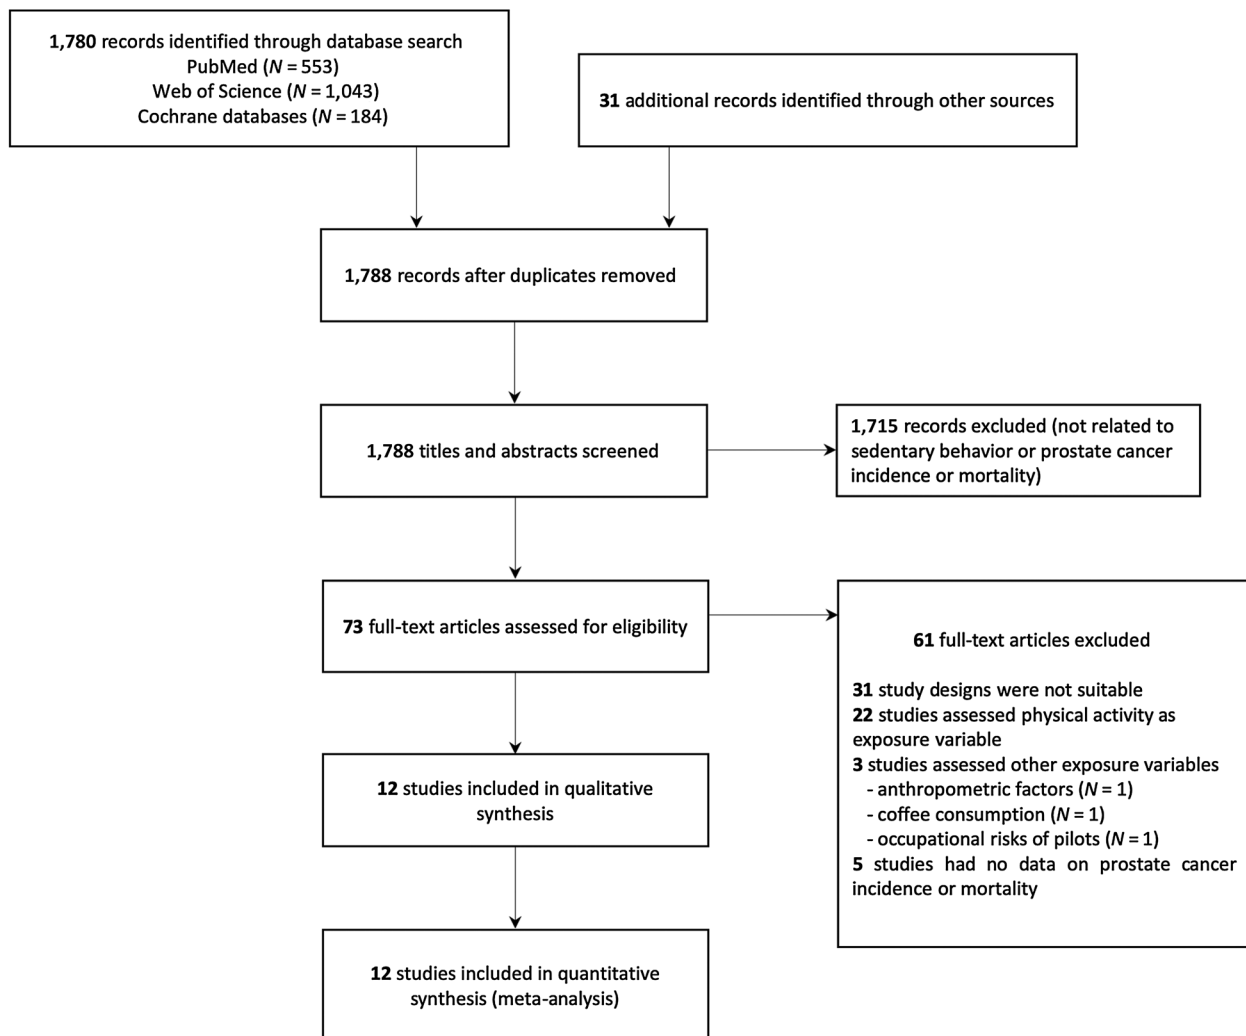 1,780 records identified through database search
PubMed (N = 553)
Web of Science (N = 1,043)
Cochrane databases (N = 184)
31 additional records identified through other sources
1,788 records after duplicates removed
1,788 titles and abstracts screened
1,715 records excluded (not related to
sedentary behavior or prostate cancer
incidence or mortality)
73 full-text articles assessed for eligibility
61 full-text articles excluded
31 study designs were not suitable
22 studies assessed physical activity as
exposure variable
3 studies assessed other exposure variables
- anthropometric factors (N = 1)
- coffee consumption (N = 1)
- occupational risks of pilots (N = 1)
5 studies had no data on prostate cancer
incidence or mortality
12 studies included in qualitative
synthesis
12 studies included in quantitative
synthesis (meta-analysis)